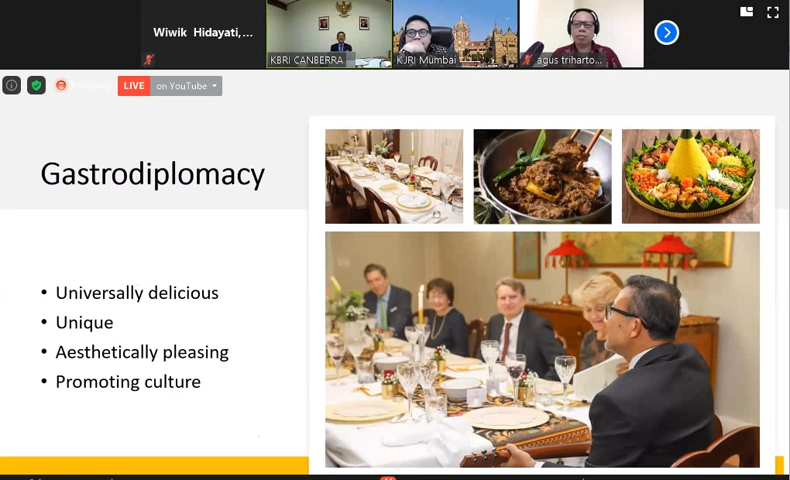 Wiwik Hidayati,...
KBRI CANBERRA
KJRI Mumbai
agus triharto...
LIVE on YouTube
Gastrodiplomacy
• Universally delicious
• Unique
• Aesthetically pleasing
• Promoting culture